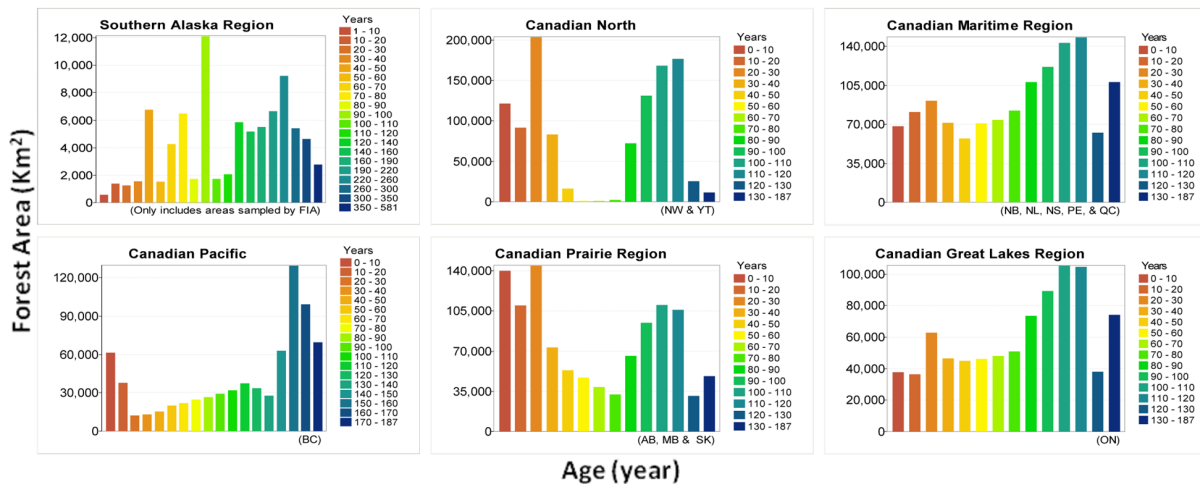 Forest Area (Km²)
Southern Alaska Region
12,000
10,000
8,000
6,000
4,000
2,000
0
(Only includes areas sampled by FIA)
Years
1 - 10
10 - 20
20 - 30
30 - 40
40 - 50
50 - 60
60 - 70
70 - 80
80 - 90
90 - 100
100 - 110
110 - 120
120 - 140
140 - 160
160 - 190
190 - 220
220 - 260
260 - 300
300 - 350
350 - 581
Canadian North
200,000
150,000
100,000
50,000
0
(NW & YT)
Years
0 - 10
10 - 20
20 - 30
30 - 40
40 - 50
50 - 60
60 - 70
70 - 80
80 - 90
90 - 100
100 - 110
110 - 120
120 - 130
130 - 187
Canadian Maritime Region
140,000
105,000
70,000
35,000
0
(NB, NL, NS, PE, & QC)
Years
0 - 10
10 - 20
20 - 30
30 - 40
40 - 50
50 - 60
60 - 70
70 - 80
80 - 90
90 - 100
100 - 110
110 - 120
120 - 130
130 - 187
Canadian Pacific
120,000
90,000
60,000
30,000
0
(BC)
Years
0 - 10
10 - 20
20 - 30
30 - 40
40 - 50
50 - 60
60 - 70
70 - 80
80 - 90
90 - 100
100 - 110
110 - 120
120 - 130
130 - 140
140 - 150
150 - 160
160 - 170
170 - 187
Canadian Prairie Region
140,000
105,000
70,000
35,000
0
(AB, MB & SK)
Years
0 - 10
10 - 20
20 - 30
30 - 40
40 - 50
50 - 60
60 - 70
70 - 80
80 - 90
90 - 100
100 - 110
110 - 120
120 - 130
130 - 187
Canadian Great Lakes Region
100,000
80,000
60,000
40,000
20,000
0
(ON)
Years
0 - 10
10 - 20
20 - 30
30 - 40
40 - 50
50 - 60
60 - 70
70 - 80
80 - 90
90 - 100
100 - 110
110 - 120
120 - 130
130 - 187
Age (year)